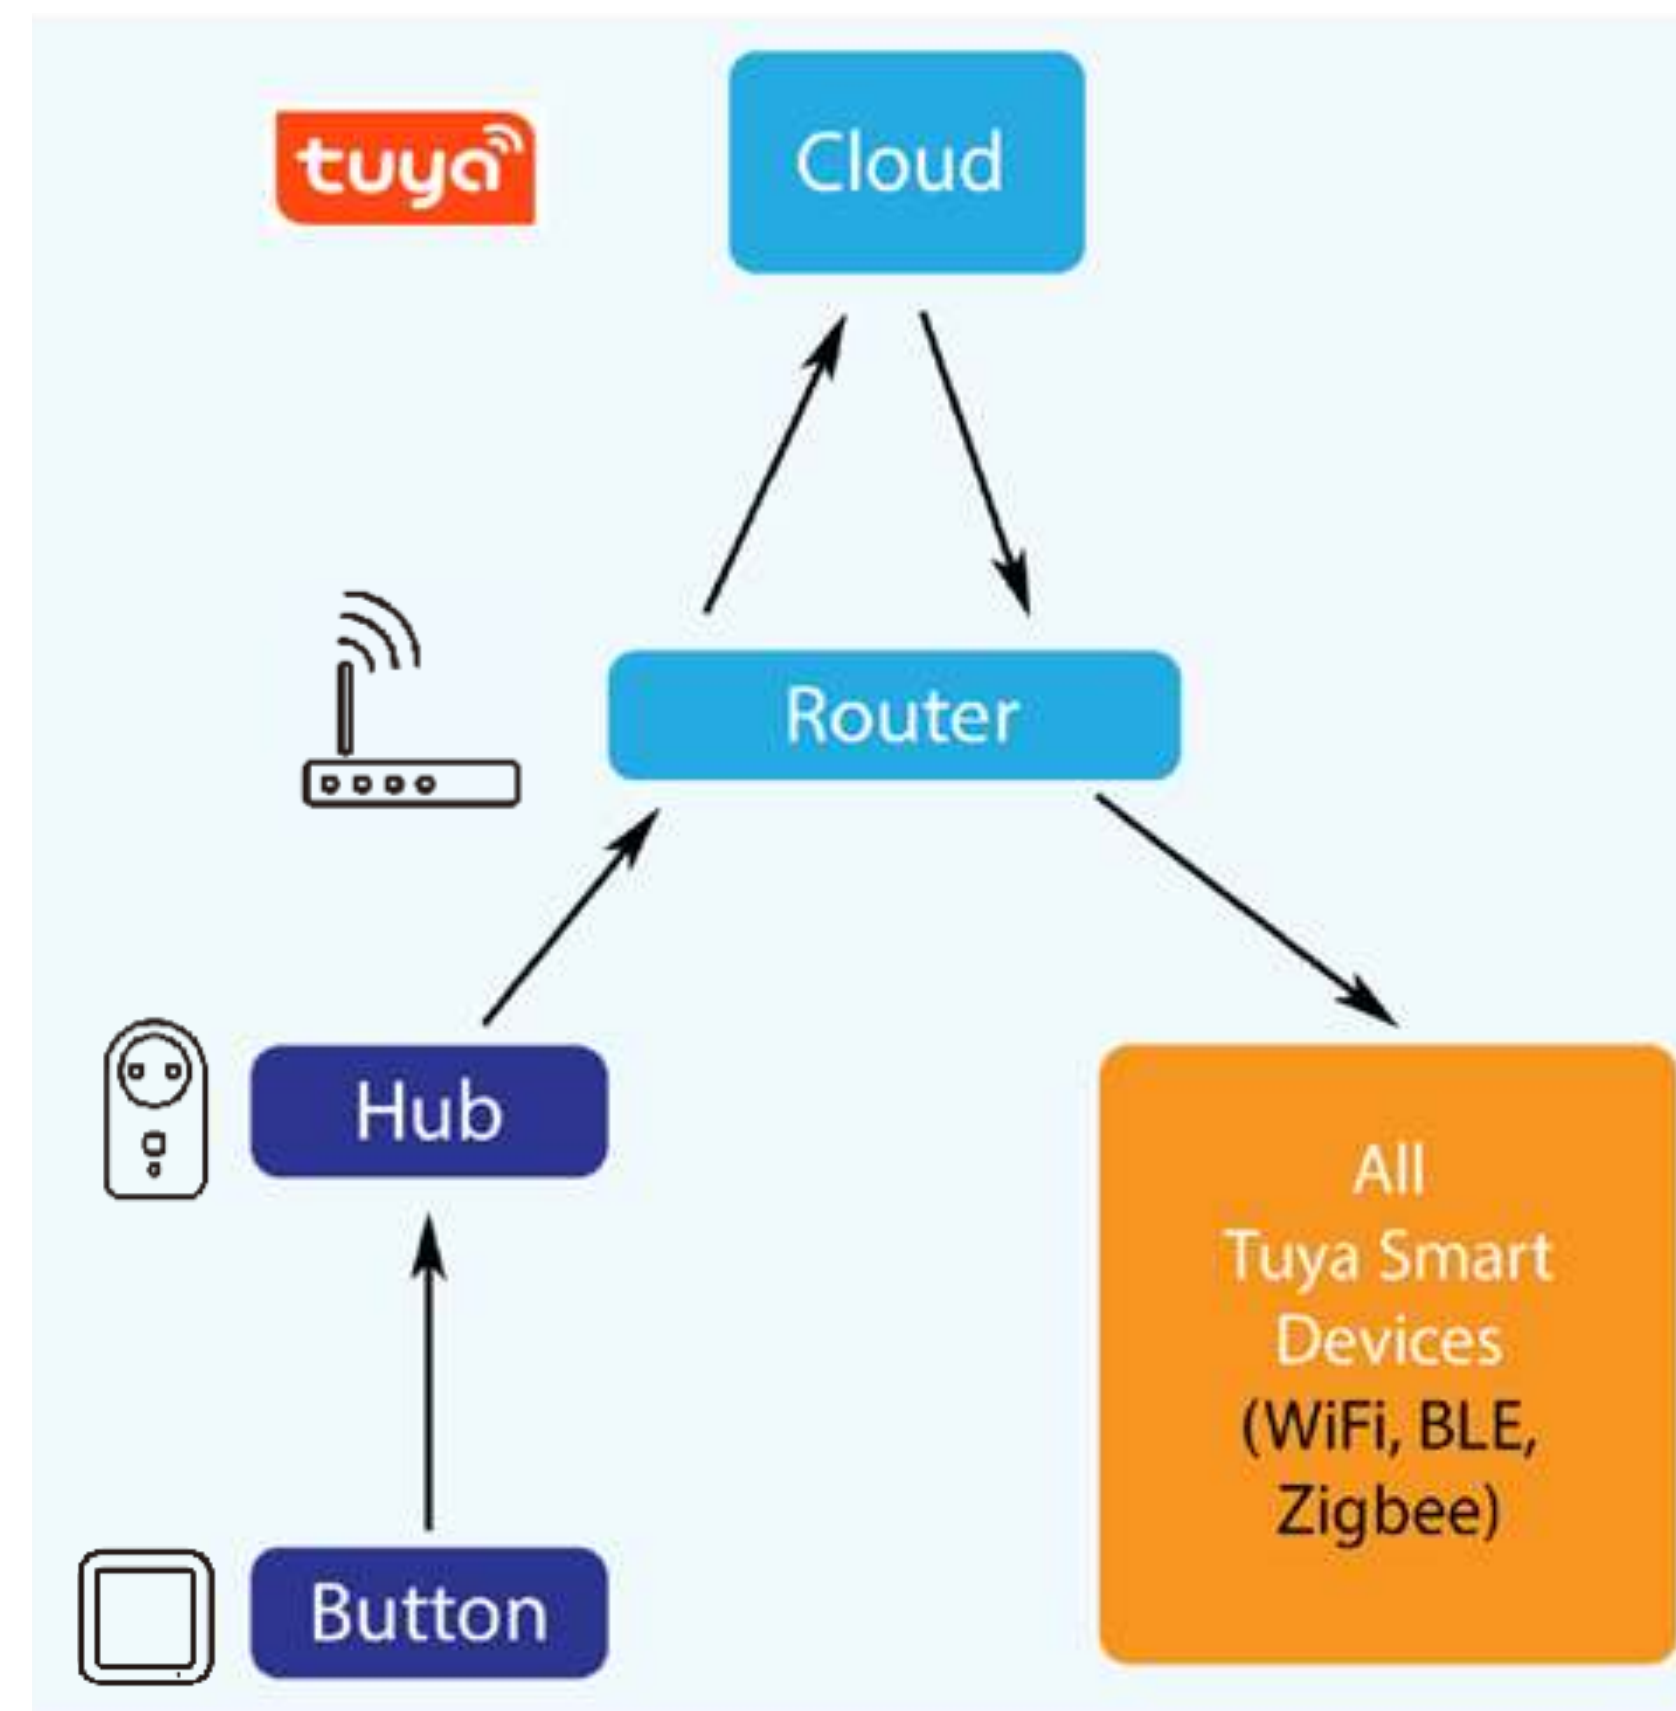 tuya
Cloud
Router
Hub
All
Tuya Smart
Devices
(WiFi, BLE,
Zigbee)
Button